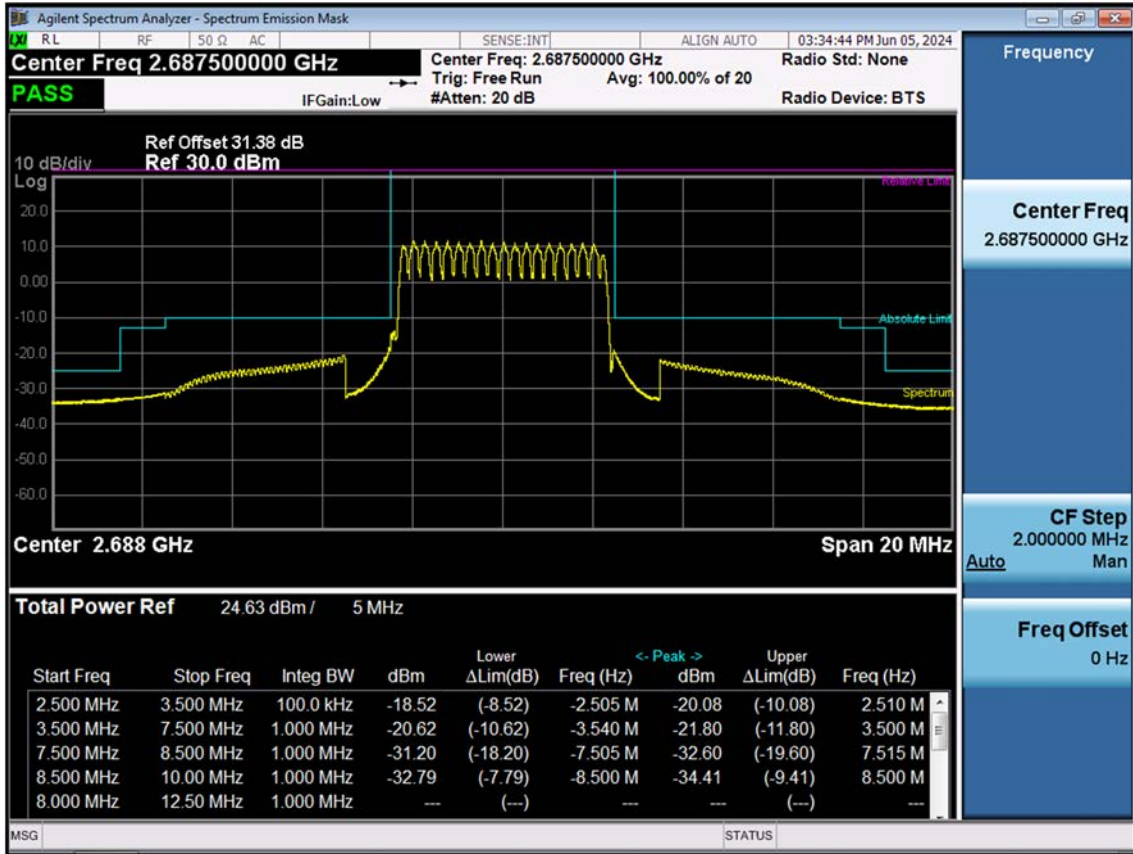 Agilent Spectrum Analyzer - Spectrum Emission Mask
LXI RL RF 50 Ω AC SENSE:INT ALIGN AUTO 03:34:44 PM Jun 05, 2024
Center Freq 2.687500000 GHz
PASS
IFGain:Low
Center Freq: 2.687500000 GHz
Trig: Free Run Avg: 100.00% of 20
#Atten: 20 dB
Radio Std: None
Radio Device: BTS
Ref Offset 31.38 dB
10 dB/div Ref 30.0 dBm
Log
Relative Limit
20.0
10.0
0.00
-10.0
Absolute Limit
-20.0
-30.0
Spectrum
-40.0
-50.0
-60.0
Center 2.688 GHz Span 20 MHz
Total Power Ref 24.63 dBm / 5 MHz
Lower <- Peak -> Upper
Start Freq Stop Freq Integ BW dBm ΔLim(dB) Freq (Hz) dBm ΔLim(dB) Freq (Hz)
2.500 MHz 3.500 MHz 100.0 kHz -18.52 (-8.52) -2.505 M -20.08 (-10.08) 2.510 M
3.500 MHz 7.500 MHz 1.000 MHz -20.62 (-10.62) -3.540 M -21.80 (-11.80) 3.500 M
7.500 MHz 8.500 MHz 1.000 MHz -31.20 (-18.20) -7.505 M -32.60 (-19.60) 7.515 M
8.500 MHz 10.00 MHz 1.000 MHz -32.79 (-7.79) -8.500 M -34.41 (-9.41) 8.500 M
8.000 MHz 12.50 MHz 1.000 MHz --- (---) --- --- (---) ---
MSG STATUS
Frequency
Center Freq
2.687500000 GHz
CF Step
2.000000 MHz
Auto Man
Freq Offset
0 Hz